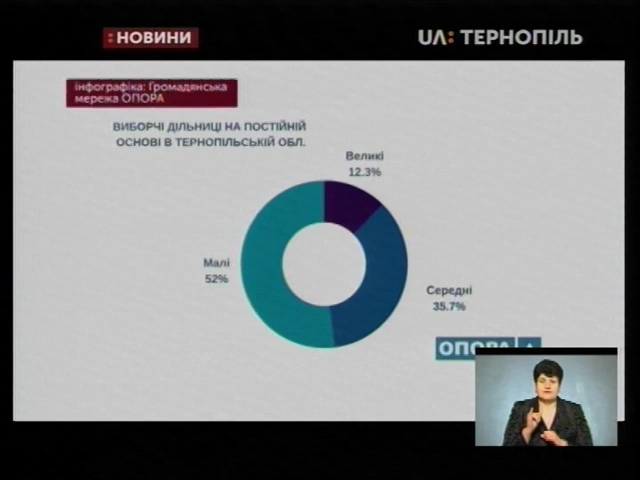 :НОВИНИ
UA: ТЕРНОПІЛЬ
інфографіка: Громадянська
мережа ОПОРА
ВИБОРЧІ ДІЛЬНИЦІ НА ПОСТІЙНІЙ
ОСНОВІ В ТЕРНОПІЛЬСЬКІЙ ОБЛ.
Великі
12.3%
Малі
52%
Середні
35.7%
ОПОРА